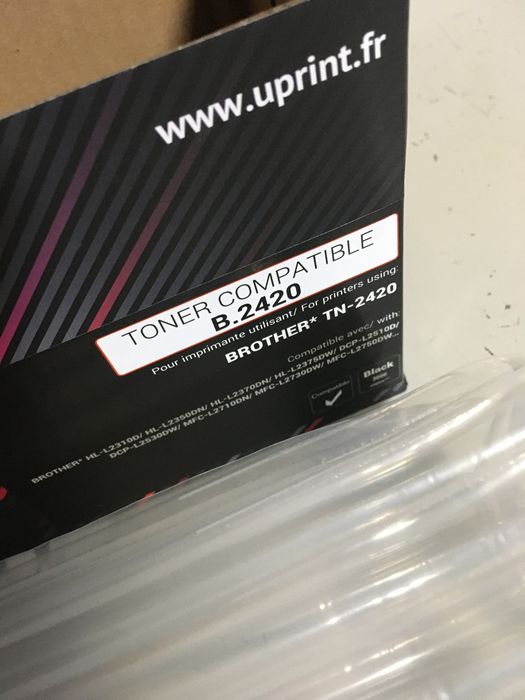 www.uprint.fr
TONER COMPATIBLE
B.2420
Pour imprimante utilisant/ For printers using:
BROTHER* TN-2420
Compatible avec/ with:
BROTHER* HL-L2310D/ HL-L2350DN/ HL-L2370DN/ HL-L2375DW/ DCP-L2510D/
DCP-L2530DW/ MFC-L2710DN/ MFC-L2730DW/ MFC-L2750DW...
Compatible
Black